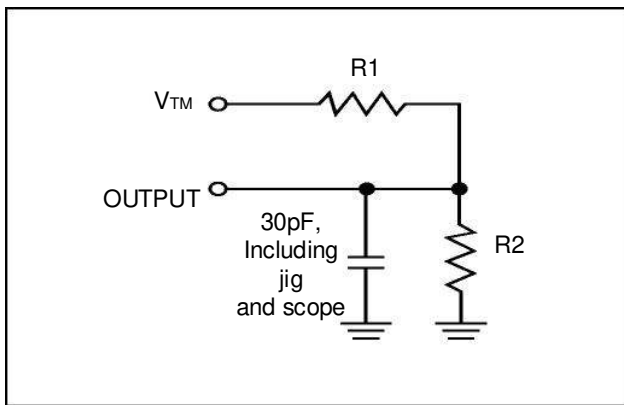 R1
VTM
OUTPUT
30pF,
Including
jig
and scope
R2